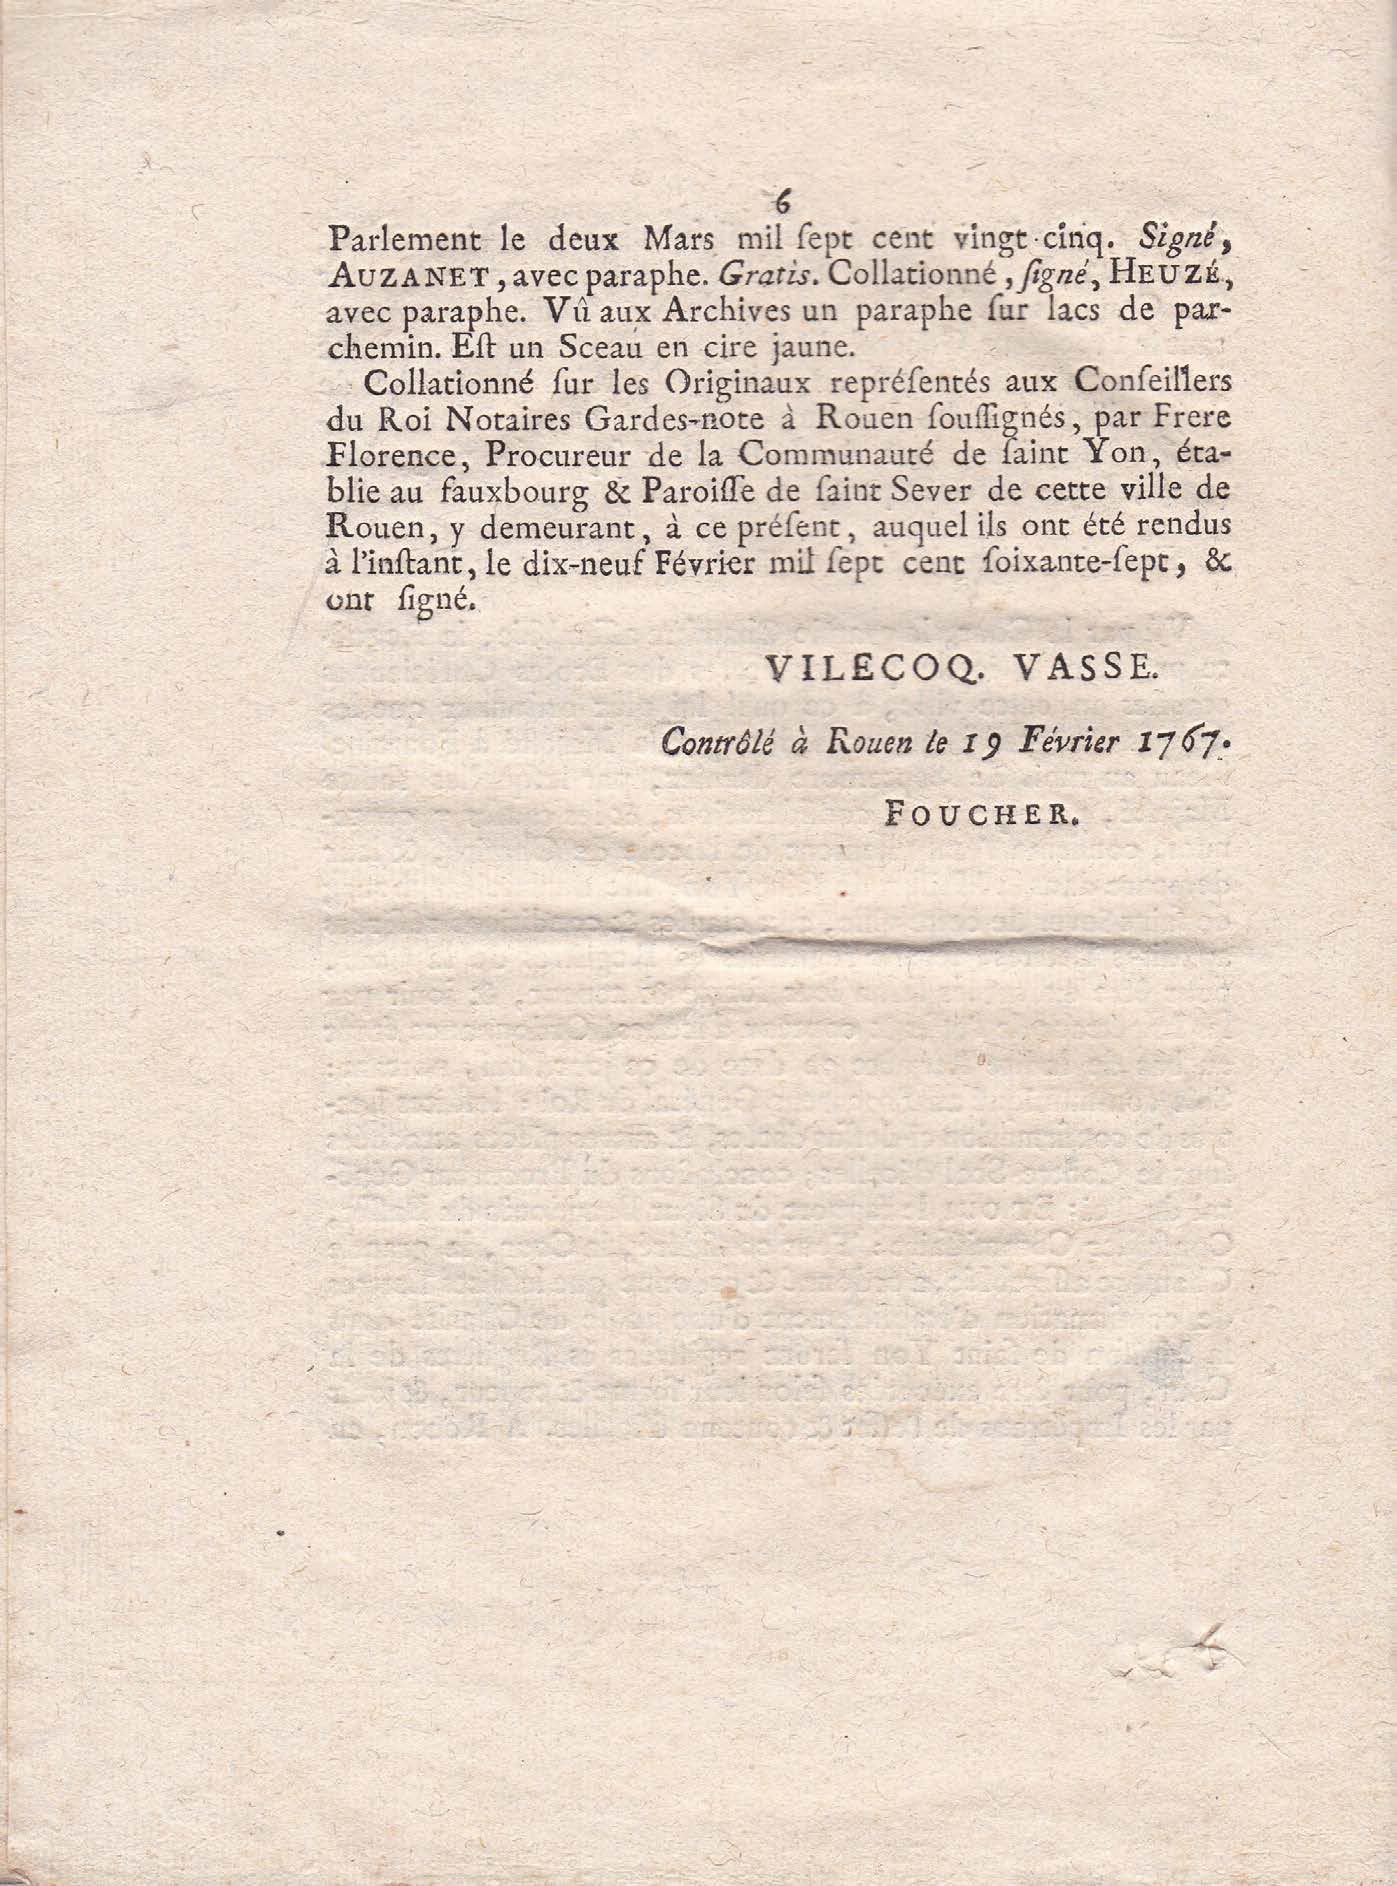 6
Parlement le deux Mars mil ſept cent vingt-cinq. Signé,
AUZANET, avec paraphe. Gratis. Collationné, ſigné, HEUZÉ,
avec paraphe. Vû aux Archives un paraphe ſur lacs de par-
chemin. Eſt un Sceau en cire jaune.
Collationné ſur les Originaux repréſentés aux Conſeillers
du Roi Notaires Gardes-note à Rouen ſouſſignés, par Frere
Florence, Procureur de la Communauté de ſaint Yon, éta-
blie au fauxbourg & Paroiſſe de ſaint Sever de cette ville de
Rouen, y demeurant, à ce préſent, auquel ils ont été rendus
à l'inſtant, le dix-neuf Février mil ſept cent ſoixante-ſept, &
ont ſigné.
VILECOQ. VASSE.
Contrôlé à Rouen le 19 Février 1767.
FOUCHER.